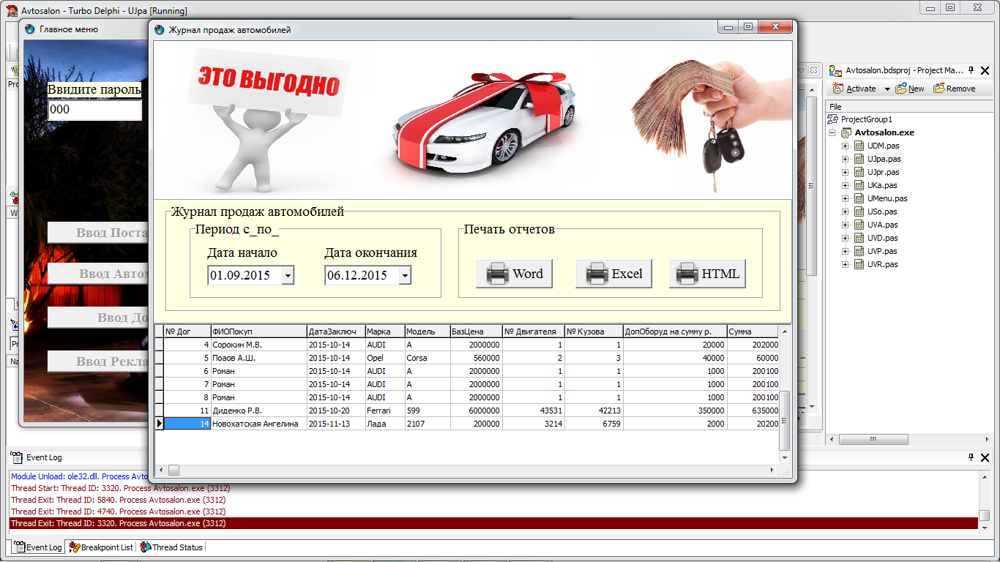 Avtosalon - Turbo Delphi - UJpa [Running]
Главное меню
Ввидите пароль
000
Ввод Поста
Ввод Автом
Ввод До
Ввод Рекла
Журнал продаж автомобилей
ЭТО ВЫГОДНО
Журнал продаж автомобилей
Период с_по_
Дата начало
Дата окончания
01.09.2015
06.12.2015
Печать отчетов
Word
Excel
HTML
№ Дог ФИОПокуп ДатаЗаключ Марка Модель БазЦена № Двигателя № Кузова ДопОборуд на сумму р. Сумма
4 Сорокин М.В. 2015-10-14 AUDI A 2000000 1 1 20000 202000
5 Поаов А.Ш. 2015-10-14 Opel Corsa 560000 2 3 40000 60000
6 Роман 2015-10-14 AUDI A 2000000 1 1 1000 200100
7 Роман 2015-10-14 AUDI A 2000000 1 1 1000 200100
8 Роман 2015-10-14 AUDI A 2000000 1 1 1000 200100
11 Диденко Р.В. 2015-10-20 Ferrari 599 6000000 43531 42213 350000 635000
14 Новохатская Ангелина 2015-11-13 Лада 2107 200000 3214 6759 2000 20200
Avtosalon.bdsproj - Project Ma...
Activate New Remove
File
ProjectGroup1
Avtosalon.exe
UDM.pas
UJpa.pas
UJpr.pas
UKa.pas
UMenu.pas
USo.pas
UVA.pas
UVD.pas
UVP.pas
UVR.pas
Event Log
Module Unload: ole32.dll. Process Avto
Thread Start: Thread ID: 3320. Process Avtosalon.exe (3312)
Thread Exit: Thread ID: 5840. Process Avtosalon.exe (3312)
Thread Exit: Thread ID: 4740. Process Avtosalon.exe (3312)
Thread Exit: Thread ID: 3320. Process Avtosalon.exe (3312)
Event Log Breakpoint List Thread Status